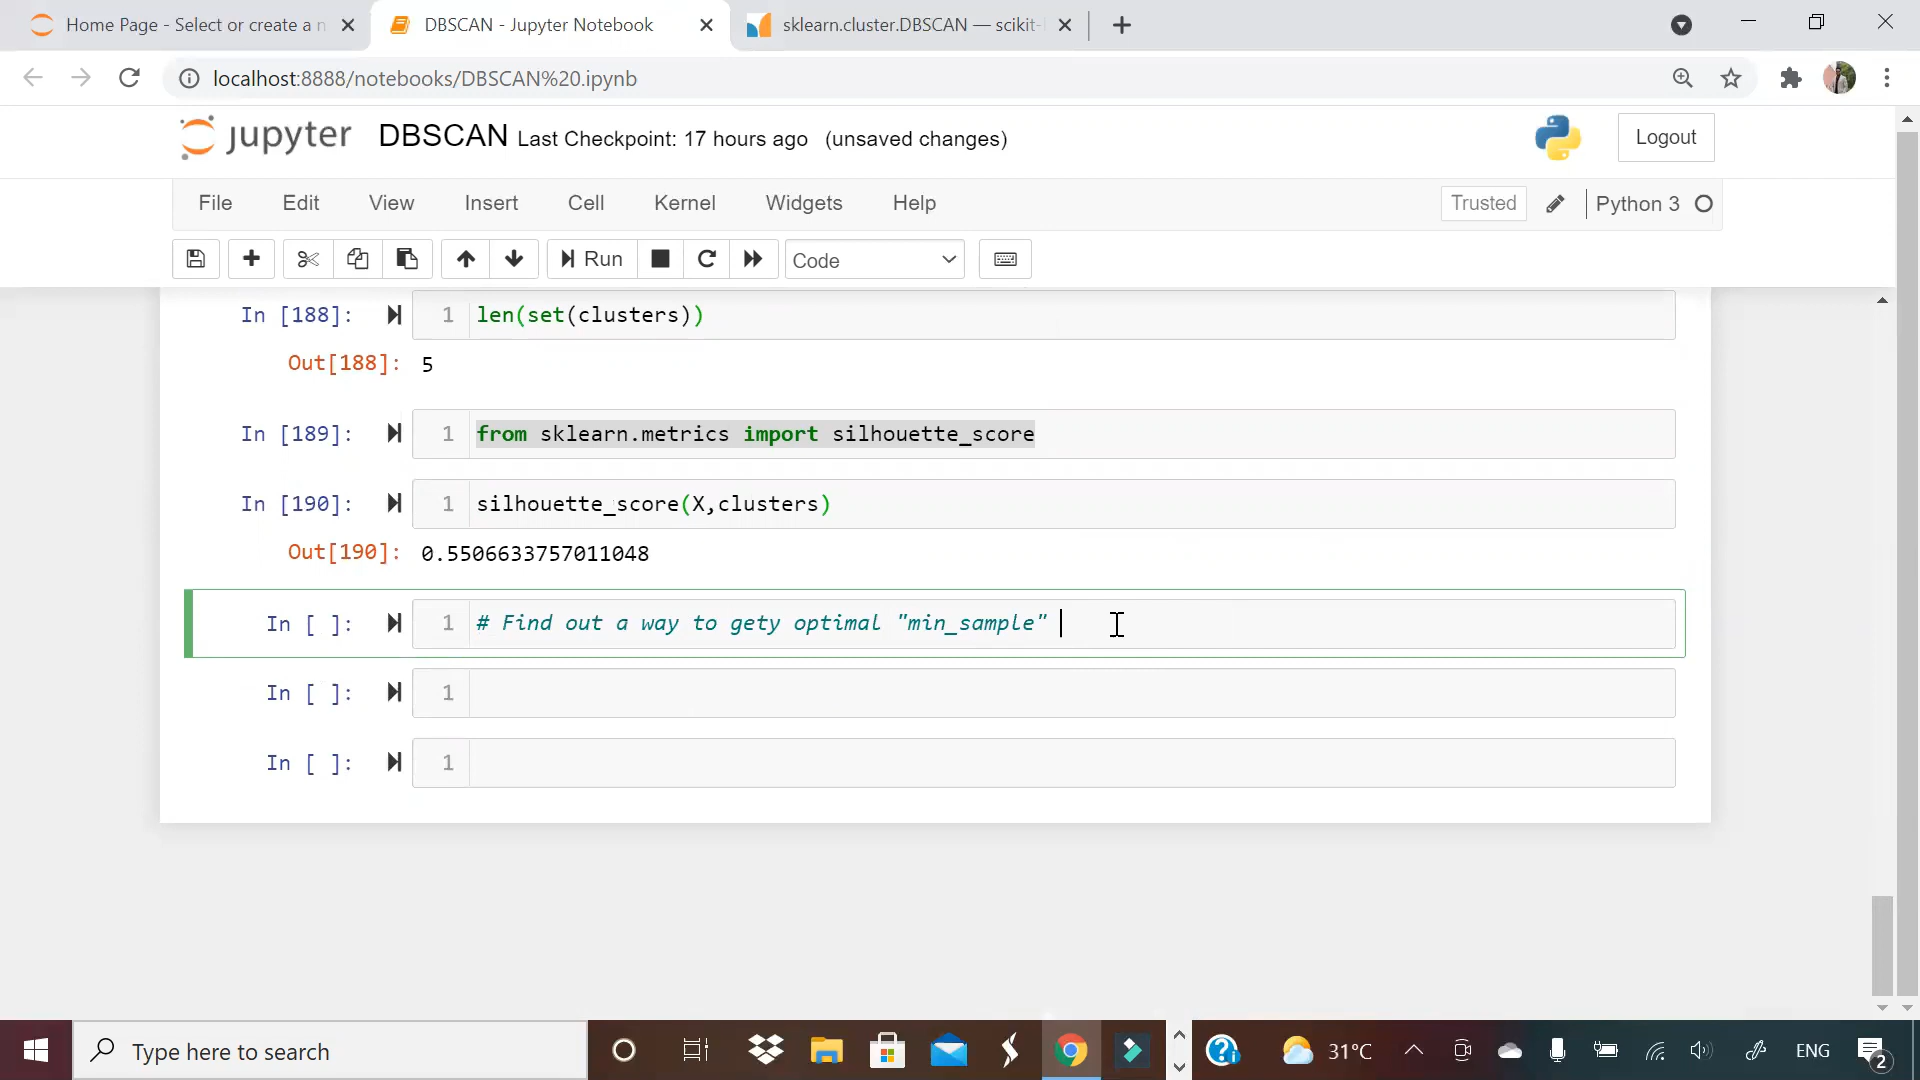 Home Page - Select or create a n
DBSCAN - Jupyter Notebook
sklearn.cluster.DBSCAN — scikit-
localhost:8888/notebooks/DBSCAN%20.ipynb
jupyter DBSCAN Last Checkpoint: 17 hours ago (unsaved changes)
Logout
File Edit View Insert Cell Kernel Widgets Help
Trusted Python 3
Run Code
In [188]: 1 len(set(clusters))
Out[188]: 5
In [189]: 1 from sklearn.metrics import silhouette_score
In [190]: 1 silhouette_score(X,clusters)
Out[190]: 0.5506633757011048
In [ ]: 1 # Find out a way to gety optimal "min_sample"
In [ ]: 1
In [ ]: 1
Type here to search
31°C
ENG
2